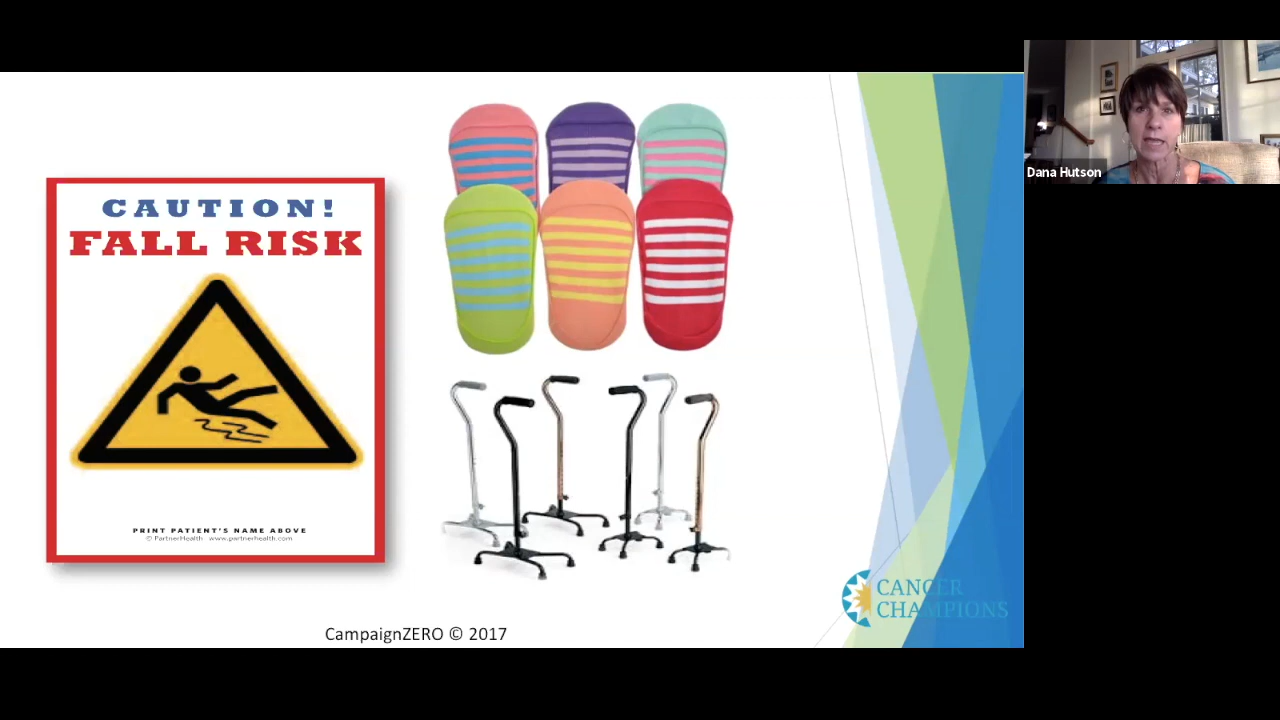 CAUTION!
FALL RISK
PRINT PATIENT'S NAME ABOVE
© PartnerHealth www.partnerhealth.com
CampaignZERO © 2017
CANCER
CHAMPIONS
Dana Hutson